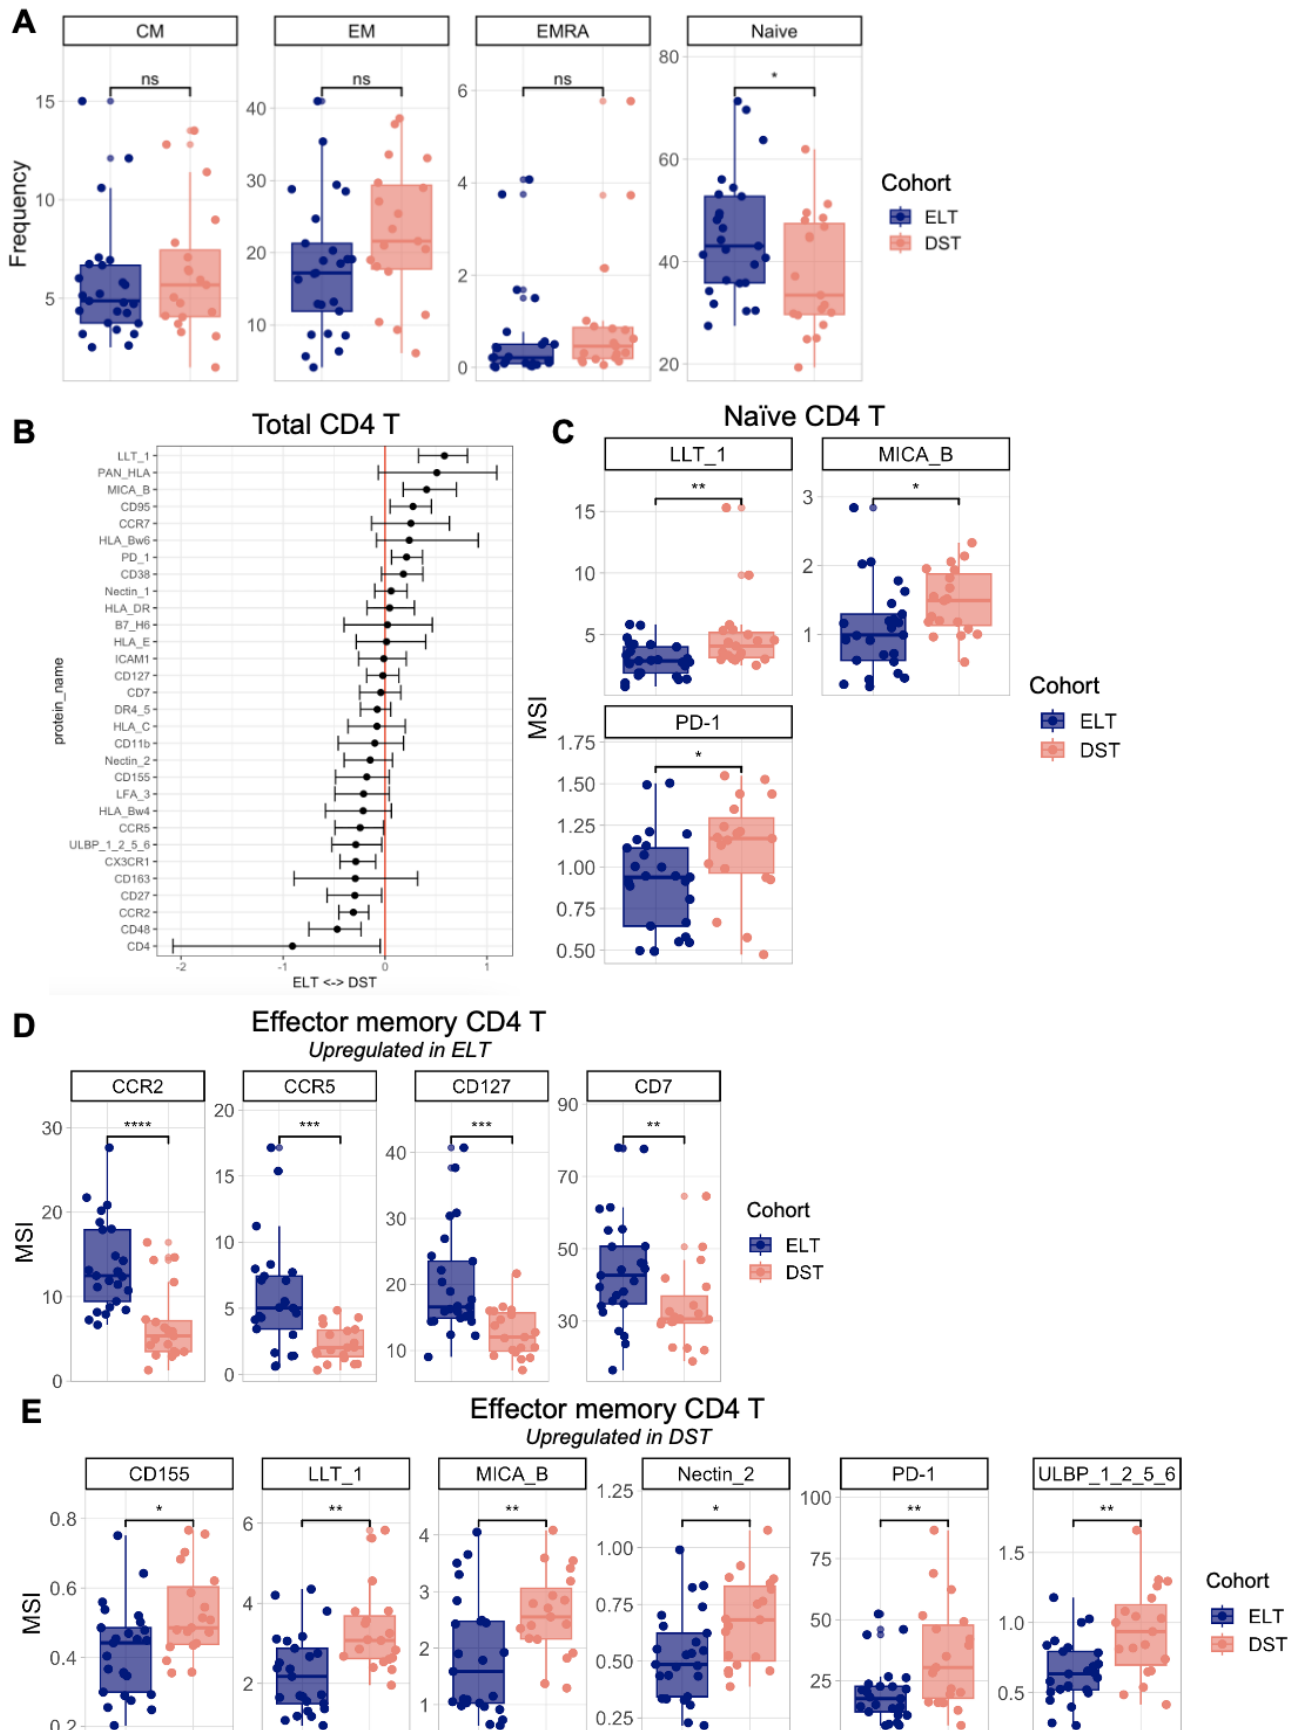 A
CM
EM
EMRA
Naive
ns
ns
ns
*
80
60
40
20
6
4
2
0
40
30
20
10
15
10
5
Frequency
Cohort
ELT
DST
B
Total CD4 T
LLT_1
PAN_HLA
MICA_B
CD95
CCR7
HLA_Bw6
PD_1
CD38
Nectin_1
HLA_DR
B7_H6
HLA_E
ICAM1
CD127
CD7
DR4_5
HLA_C
CD11b
Nectin_2
CD155
LFA_3
HLA_Bw4
CCR5
ULBP_1_2_5_6
CX3CR1
CD163
CD27
CCR2
CD48
CD4
protein_name
-2 -1 0 1
ELT <-> DST
C
Naïve CD4 T
LLT_1
MICA_B
**
*
15
10
5
3
2
1
PD-1
*
1.75
1.50
1.25
1.00
0.75
0.50
MSI
Cohort
ELT
DST
D
Effector memory CD4 T
Upregulated in ELT
CCR2
CCR5
CD127
CD7
****
***
***
**
30
20
10
0
20
15
10
5
0
40
30
20
10
90
70
50
30
MSI
Cohort
ELT
DST
E
Effector memory CD4 T
Upregulated in DST
CD155
LLT_1
MICA_B
Nectin_2
PD-1
ULBP_1_2_5_6
*
**
**
*
**
**
0.8
0.6
0.4
0.2
6
4
2
4
3
2
1
1.25
1.00
0.75
0.50
0.25
100
75
50
25
1.5
1.0
0.5
MSI
Cohort
ELT
DST